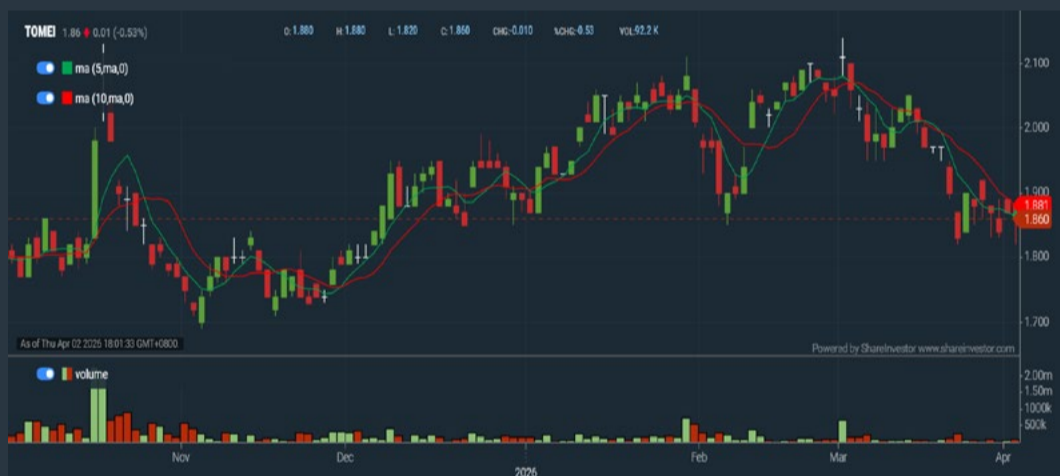 TOMEI 1.86 0.01 (-0.53%) O: 1.880 H: 1.880 L: 1.820 C: 1.860 CHG:-0.010 %CHG:-0.53 VOL:92.2 K
ma (5,ma,0)
ma (10,ma,0)
2.100
2.000
1.900
1.881
1.860
1.800
1.700
As of Thu Apr 02 2026 18:01:33 GMT+0800
Powered by ShareInvestor www.shareinvestor.com
volume
2.00m
1.50m
1000k
500k
Nov Dec 2026 Feb Mar Apr